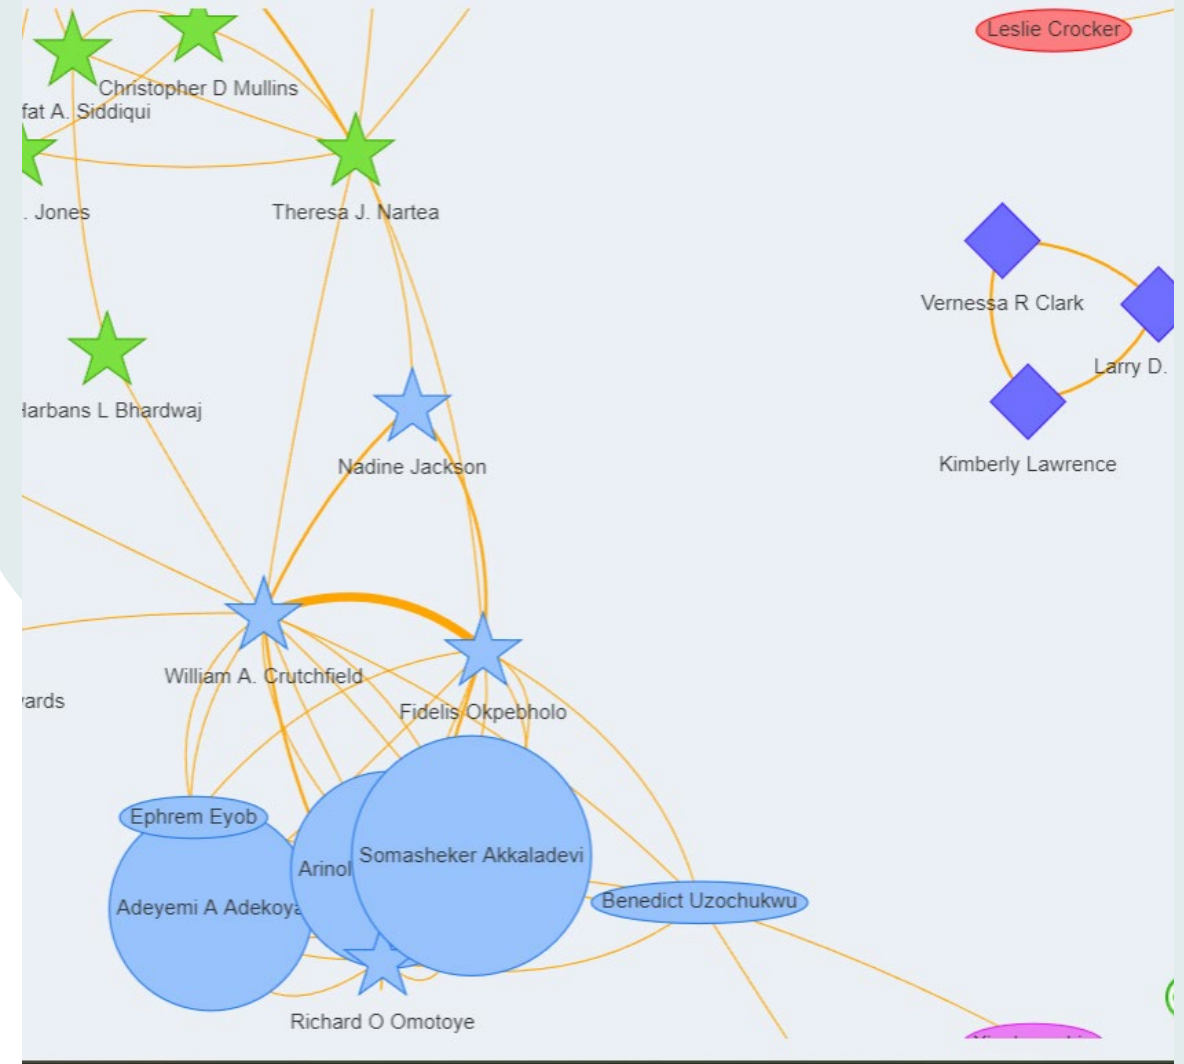 Leslie Crocker
Christopher D Mullins
fat A. Siddiqui
. Jones
Theresa J. Nartea
Vernessa R Clark
Larry D.
arbans L Bhardwaj
Nadine Jackson
Kimberly Lawrence
William A. Crutchfield
ards
Fidelis Okpebholo
Ephrem Eyob
Somasheker Akkaladevi
Arinol
Benedict Uzochukwu
Adeyemi A Adekoya
Richard O Omotoye